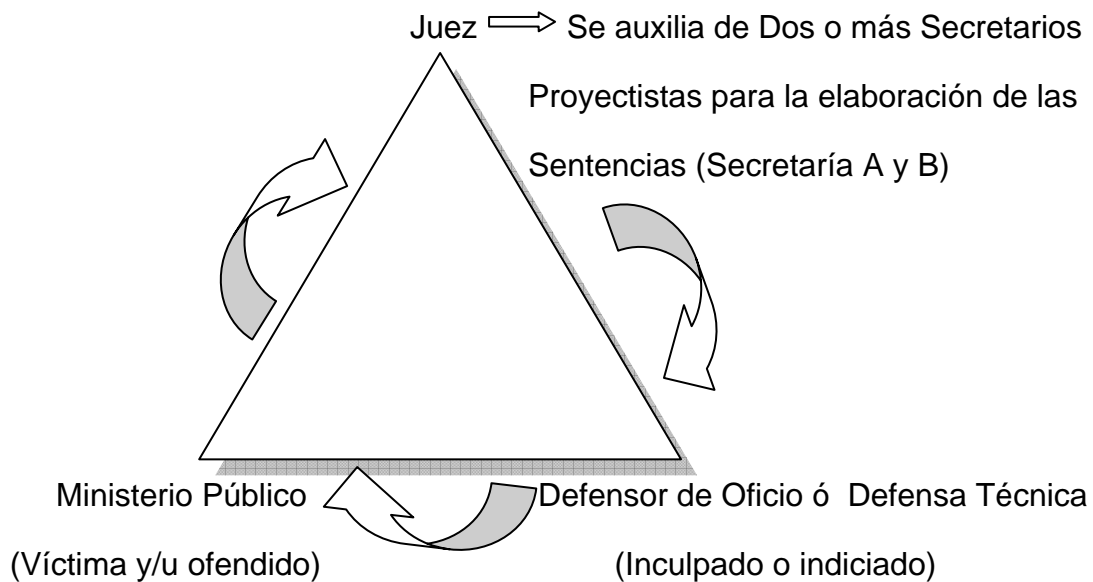 Juez Se auxilia de Dos o más Secretarios
Proyectistas para la elaboración de las
Sentencias (Secretaría A y B)
Ministerio Público
(Víctima y/u ofendido)
Defensor de Oficio ó Defensa Técnica
(Inculpado o indiciado)